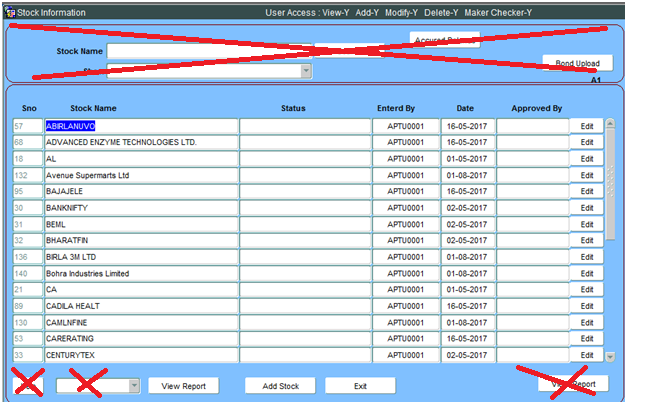 Stock Information User Access : View-Y Add-Y Modify-Y Delete-Y Maker Checker-Y
Stock Name
Bond Upload
A1
Sno Stock Name Status Enterd By Date Approved By
57 ABIRLANUVO APTU0001 16-05-2017 Edit
68 ADVANCED ENZYME TECHNOLOGIES LTD. APTU0001 16-05-2017 Edit
18 AL APTU0001 01-05-2017 Edit
132 Avenue Supermarts Ltd APTU0001 01-08-2017 Edit
95 BAJAJELE APTU0001 16-05-2017 Edit
30 BANKNIFTY APTU0001 02-05-2017 Edit
31 BEML APTU0001 02-05-2017 Edit
32 BHARATFIN APTU0001 02-05-2017 Edit
136 BIRLA 3M LTD APTU0001 01-08-2017 Edit
140 Bohra Industries Limited APTU0001 01-08-2017 Edit
21 CA APTU0001 01-05-2017 Edit
89 CADILA HEALT APTU0001 16-05-2017 Edit
130 CAMLNFINE APTU0001 01-08-2017 Edit
53 CARERATING APTU0001 16-05-2017 Edit
33 CENTURYTEX APTU0001 02-05-2017 Edit
View Report Add Stock Exit Report